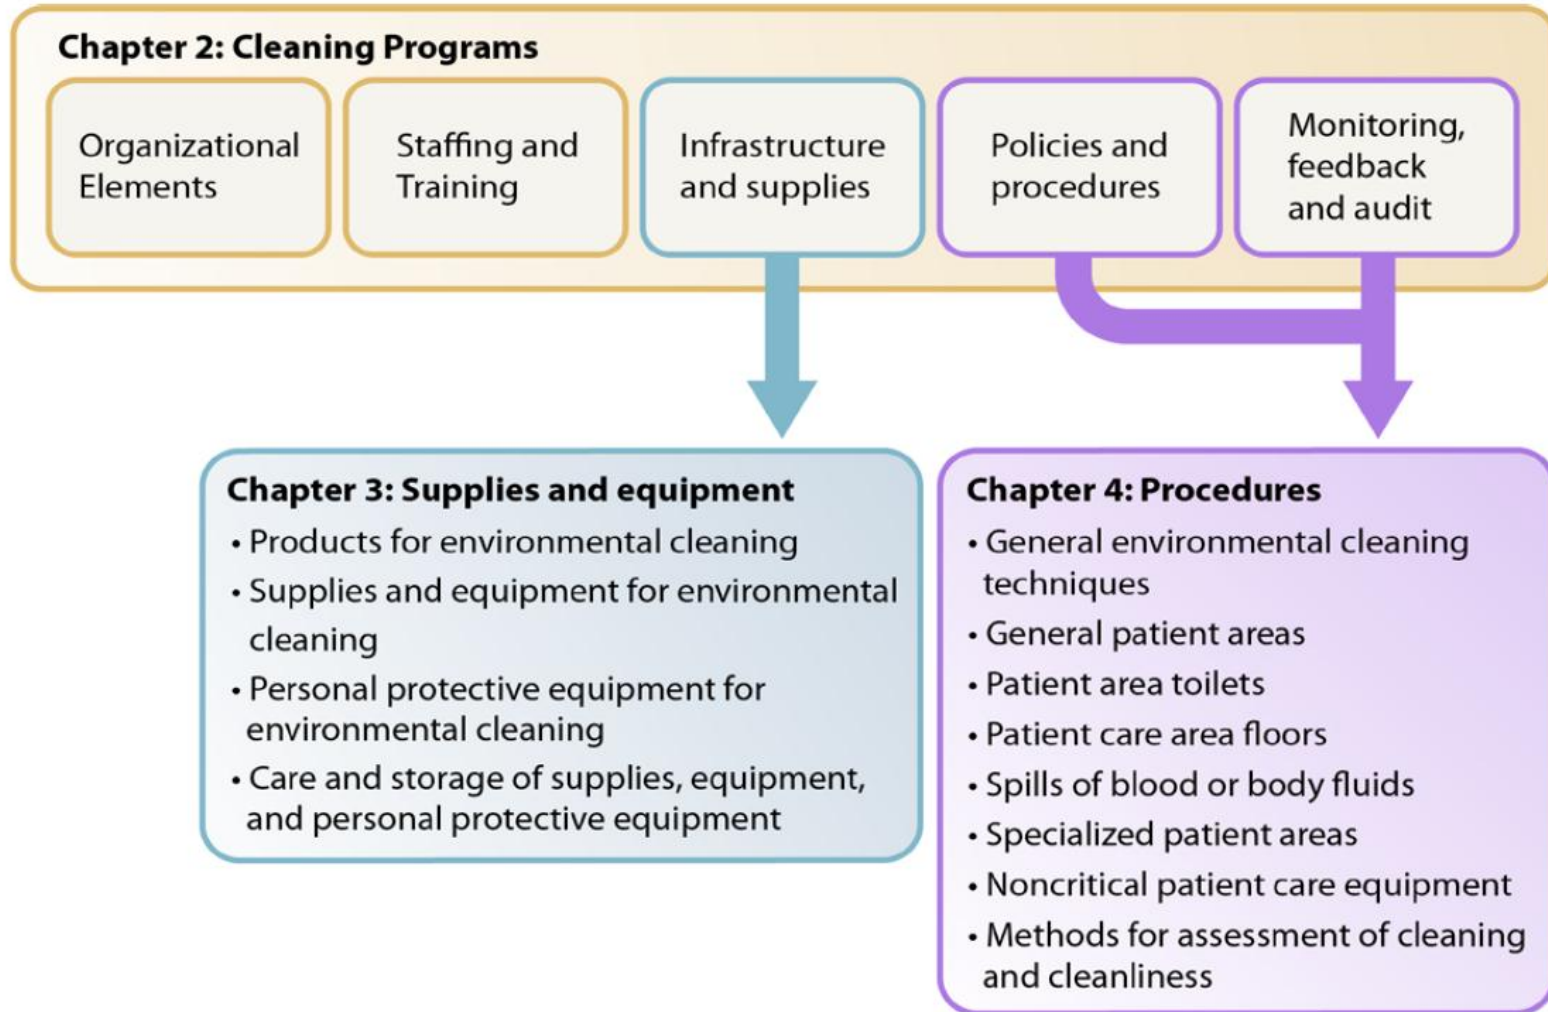 Chapter 2: Cleaning Programs
Organizational
Elements
Staffing and
Training
Infrastructure
and supplies
Policies and
procedures
Monitoring,
feedback
and audit
Chapter 3: Supplies and equipment
• Products for environmental cleaning
• Supplies and equipment for environmental
cleaning
• Personal protective equipment for
environmental cleaning
• Care and storage of supplies, equipment,
and personal protective equipment
Chapter 4: Procedures
• General environmental cleaning
techniques
• General patient areas
• Patient area toilets
• Patient care area floors
• Spills of blood or body fluids
• Specialized patient areas
• Noncritical patient care equipment
• Methods for assessment of cleaning
and cleanliness